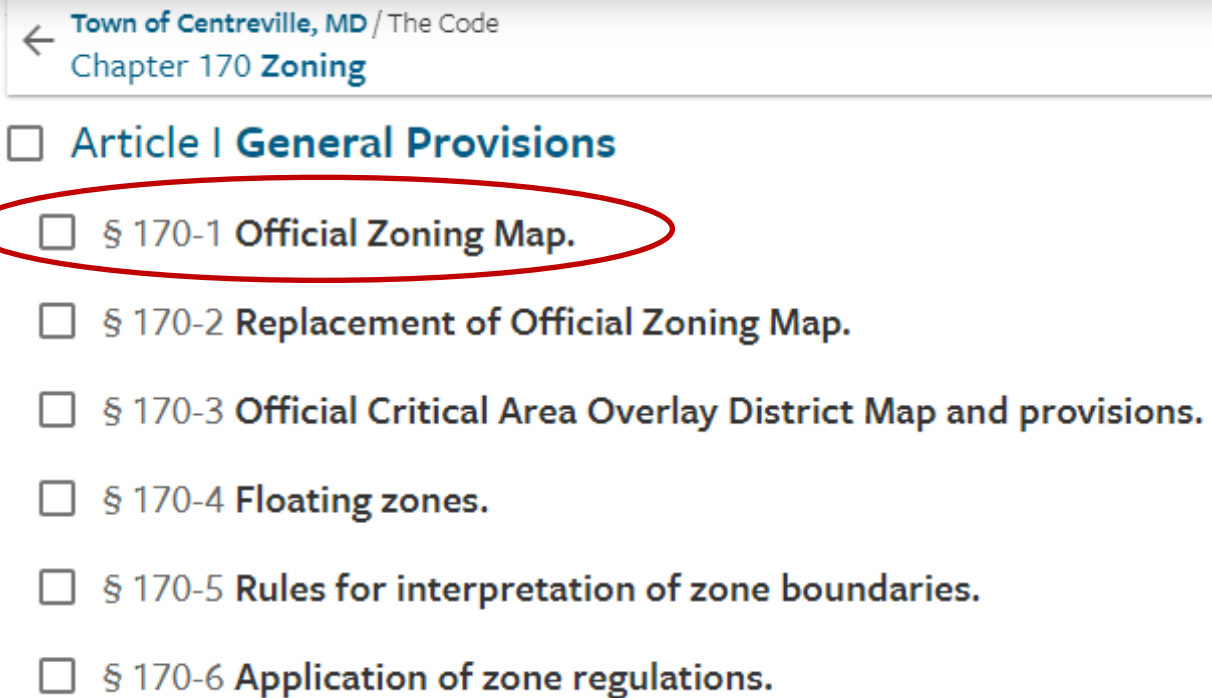 Town of Centreville, MD / The Code
Chapter 170 Zoning
Article I General Provisions
§ 170-1 Official Zoning Map.
§ 170-2 Replacement of Official Zoning Map.
§ 170-3 Official Critical Area Overlay District Map and provisions.
§ 170-4 Floating zones.
§ 170-5 Rules for interpretation of zone boundaries.
§ 170-6 Application of zone regulations.